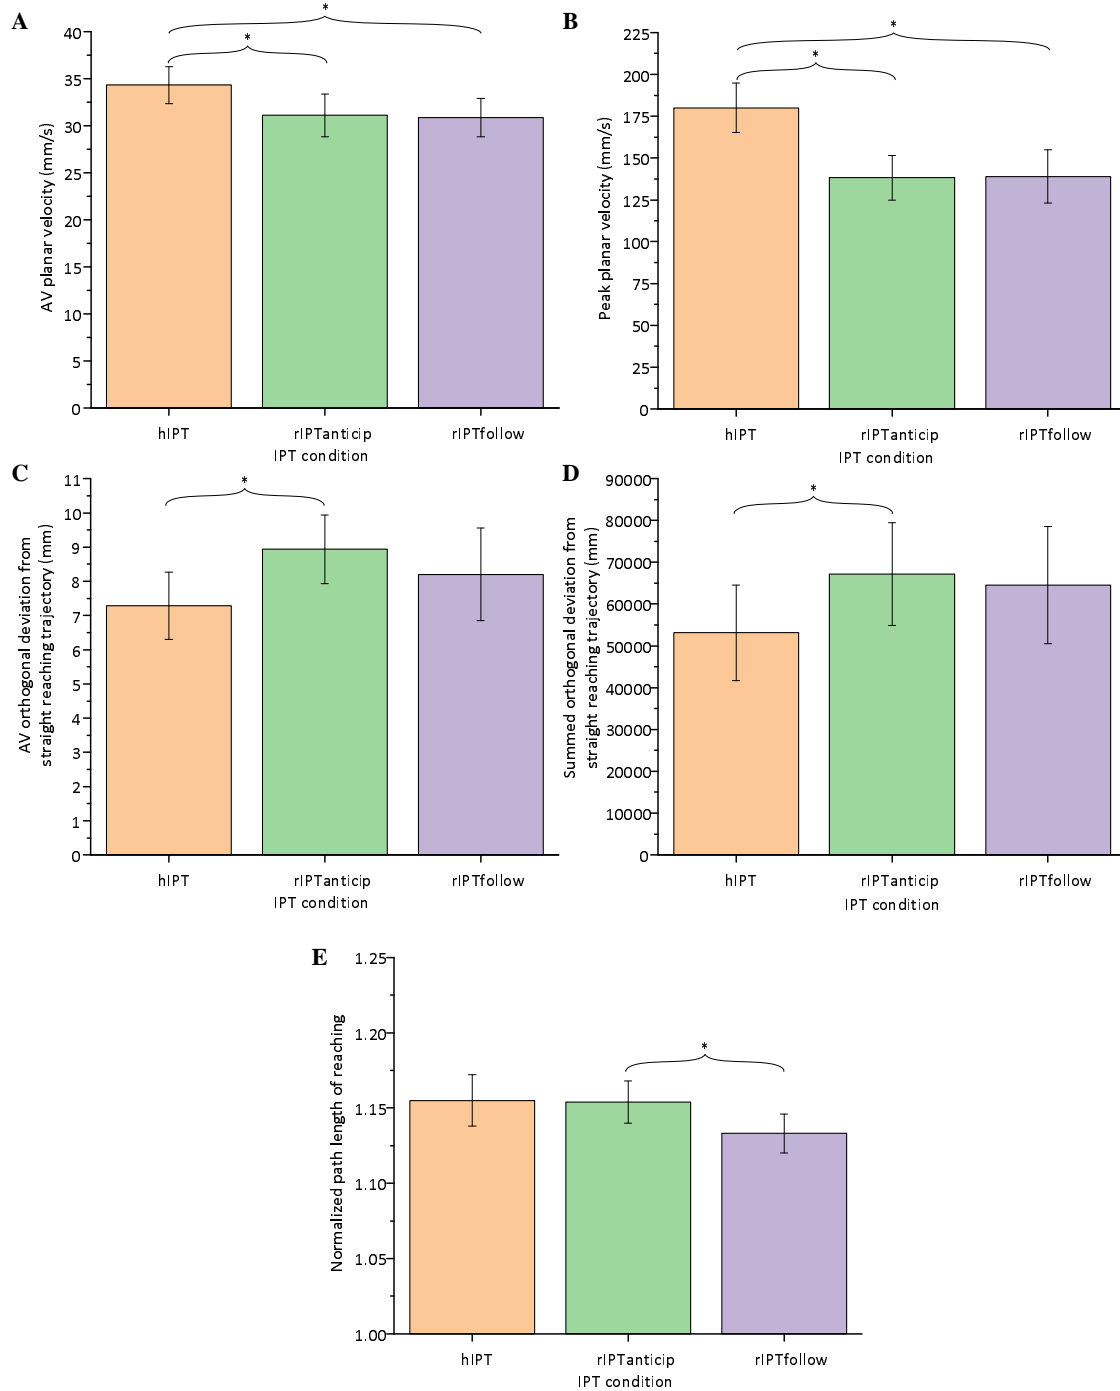 A
*
*
40
35
30
25
20
15
10
5
0
AV planar velocity (mm/s)
hIPT rIPTanticip rIPTfollow
IPT condition
B
*
*
225
200
175
150
125
100
75
50
25
0
Peak planar velocity (mm/s)
hIPT rIPTanticip rIPTfollow
IPT condition
C
*
11
10
9
8
7
6
5
4
3
2
1
0
AV orthogonal deviation from
straight reaching trajectory (mm)
hIPT rIPTanticip rIPTfollow
IPT condition
D
*
90000
80000
70000
60000
50000
40000
30000
20000
10000
0
Summed orthogonal deviation from
straight reaching trajectory (mm)
hIPT rIPTanticip rIPTfollow
IPT condition
E
*
1.25
1.20
1.15
1.10
1.05
1.00
Normalized path length of reaching
hIPT rIPTanticip rIPTfollow
IPT condition